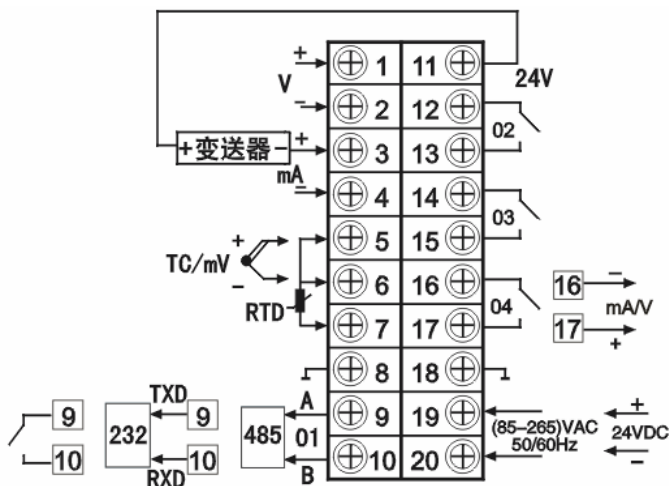 + 1 11 24V
V
- 2 12
02
+变送器- + 3 13
mA
- 4 14
03
5 15
TC/mV + -
6 16
RTD
04
7 17
16 -
mA/V
17 +
8 18
9 TXD 9 A 9 19 (85-265)VAC +
232 485 01 50/60Hz 24VDC
10 RXD 10 B 10 20 -